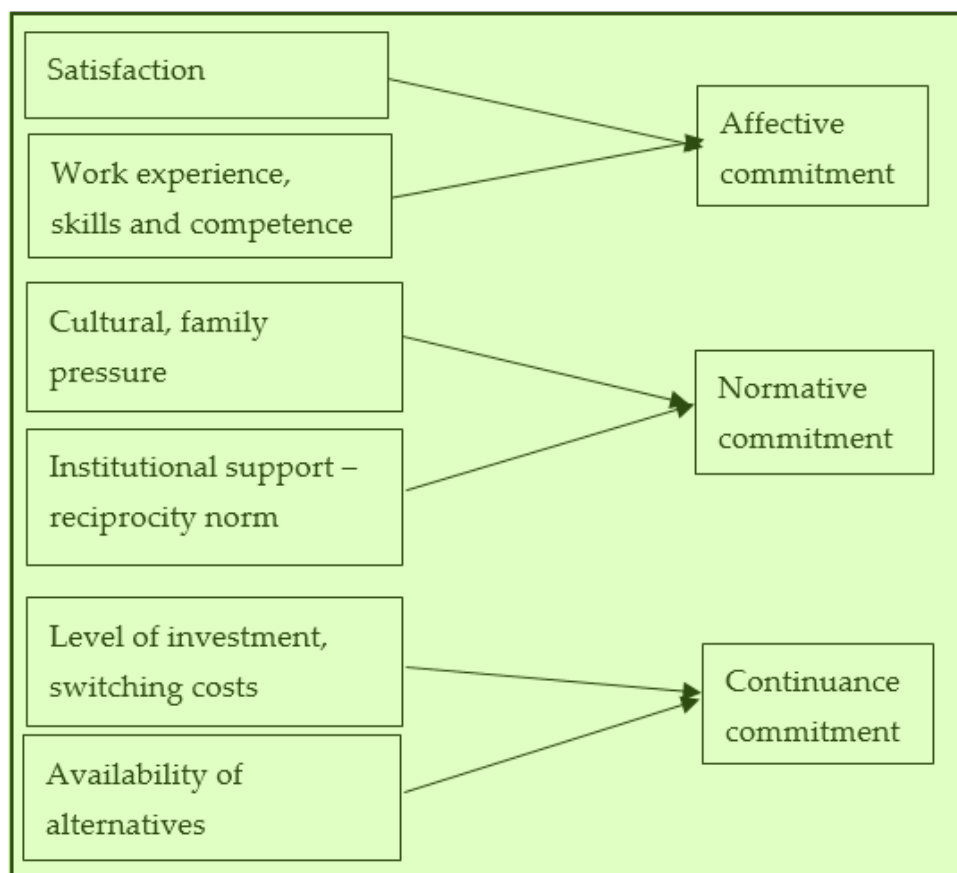 Satisfaction
Affective
commitment
Work experience,
skills and competence
Cultural, family
pressure
Normative
commitment
Institutional support –
reciprocity norm
Level of investment,
switching costs
Continuance
commitment
Availability of
alternatives